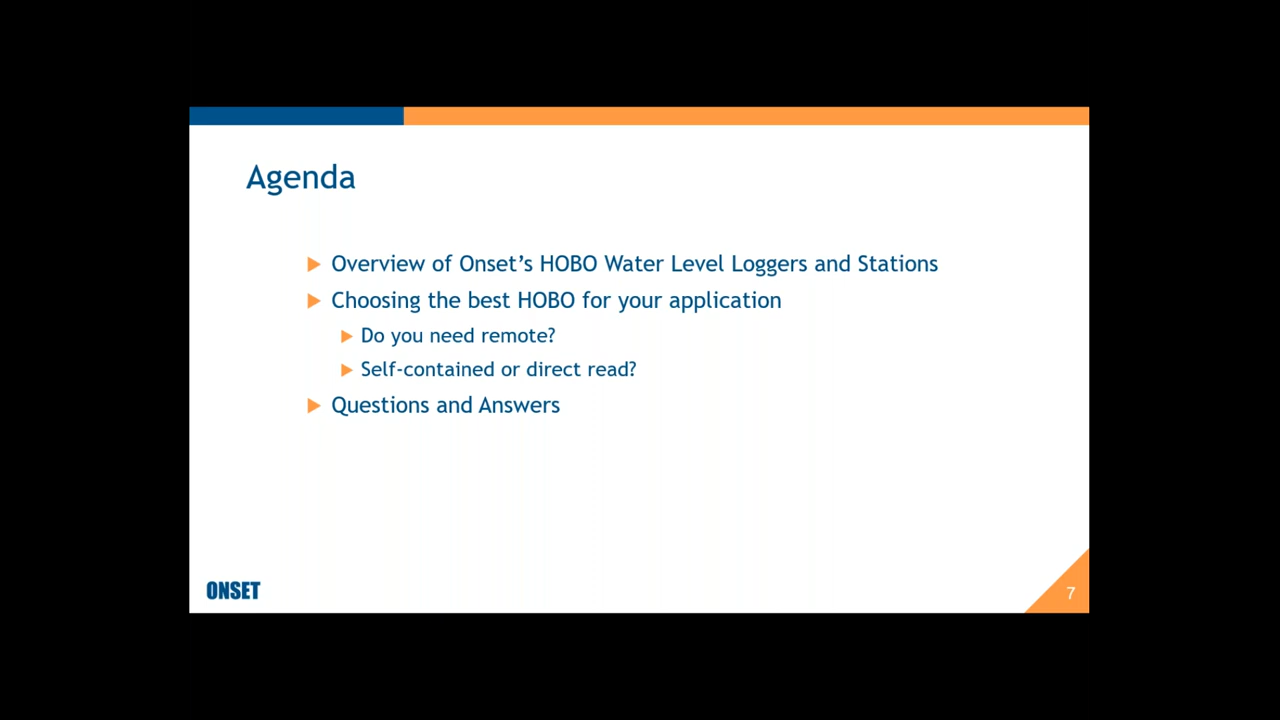 Agenda
Overview of Onset’s HOBO Water Level Loggers and Stations
Choosing the best HOBO for your application
Do you need remote?
Self-contained or direct read?
Questions and Answers
ONSET
7